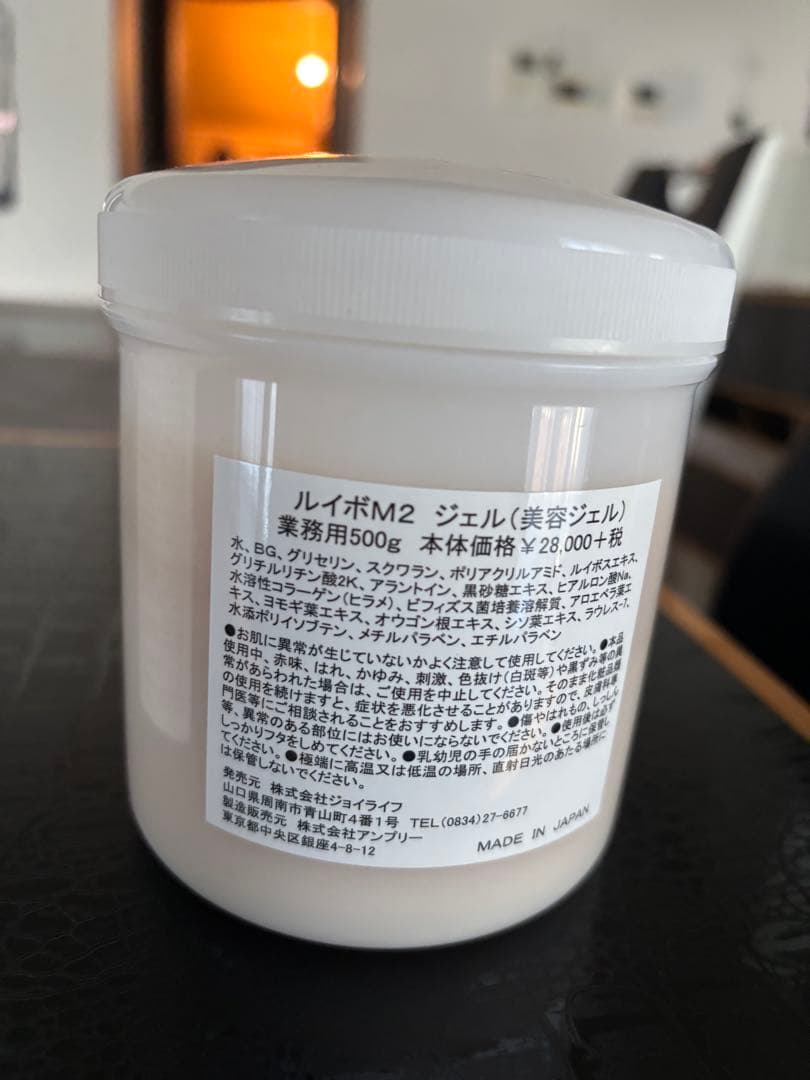 ルイボM2 ジェル(美容ジェル)
業務用500g 本体価格¥28,000+税
水、BG、グリセリン、スクワラン、ポリアクリルアミド、ルイボスエキス、
グリチルリチン酸2K、アラントイン、黒砂糖エキス、ヒアルロン酸Na、
水溶性コラーゲン(ヒラメ)、ビフィズス菌培養溶解質、アロエベラ葉エ
キス、ヨモギ葉エキス、オウゴン根エキス、シソ葉エキス、ラウレス-7、
水添ポリイソブテン、メチルパラベン、エチルパラベン
●お肌に異常が生じていないかよく注意して使用してください。●本品
使用中、赤味、はれ、かゆみ、刺激、色抜け(白斑等)や黒ずみ等の異
常があらわれた場合は、ご使用を中止してください。そのまま化粧品類
の使用を続けますと、症状を悪化させることがありますので、皮膚科専
門医等にご相談されることをおすすめします。●傷やはれもの、しっしん
等、異常のある部位にはお使いにならないでください。●使用後は必ず
しっかりフタをしめてください。●乳幼児の手の届かないところに保管し
てください。●極端に高温又は低温の場所、直射日光のあたる場所に
は保管しないでください。
発売元 株式会社ジョイライフ
山口県周南市青山町4番1号 TEL(0834)27-6677
製造販売元 株式会社アンプリー
東京都中央区銀座4-8-12
MADE IN JAPAN